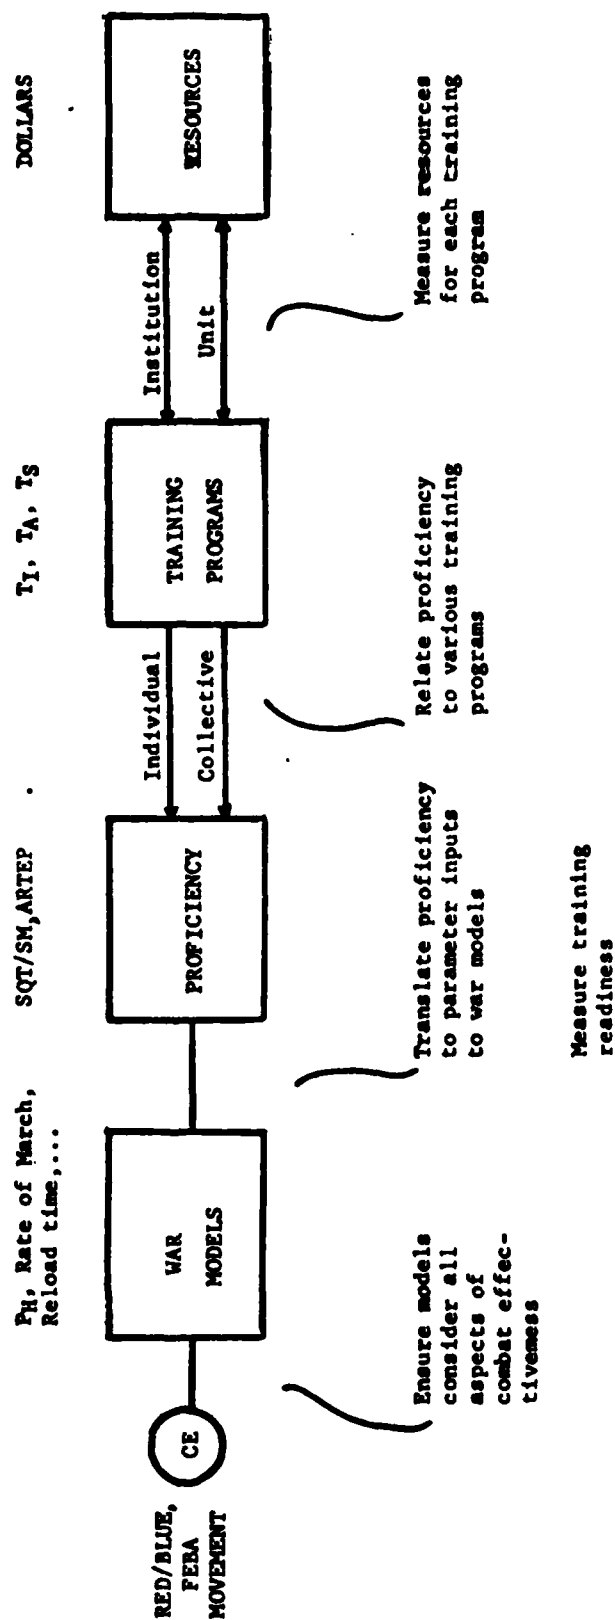 P_H, Rate of March,
Reload time,...
SQT/SM,ARTEP
T_I, T_A, T_S
DOLLARS
RED/BLUE,
FEBA
MOVEMENT
CE
WAR
MODELS
PROFICIENCY
Individual
Collective
TRAINING
PROGRAMS
Institution
Unit
RESOURCES
Ensure models
consider all
aspects of
combat effec-
tivemess
Translate proficiency
to parameter inputs
to war models
Relate proficiency
to various training
programs
Measure resources
for each training
program
Measure training
readiness